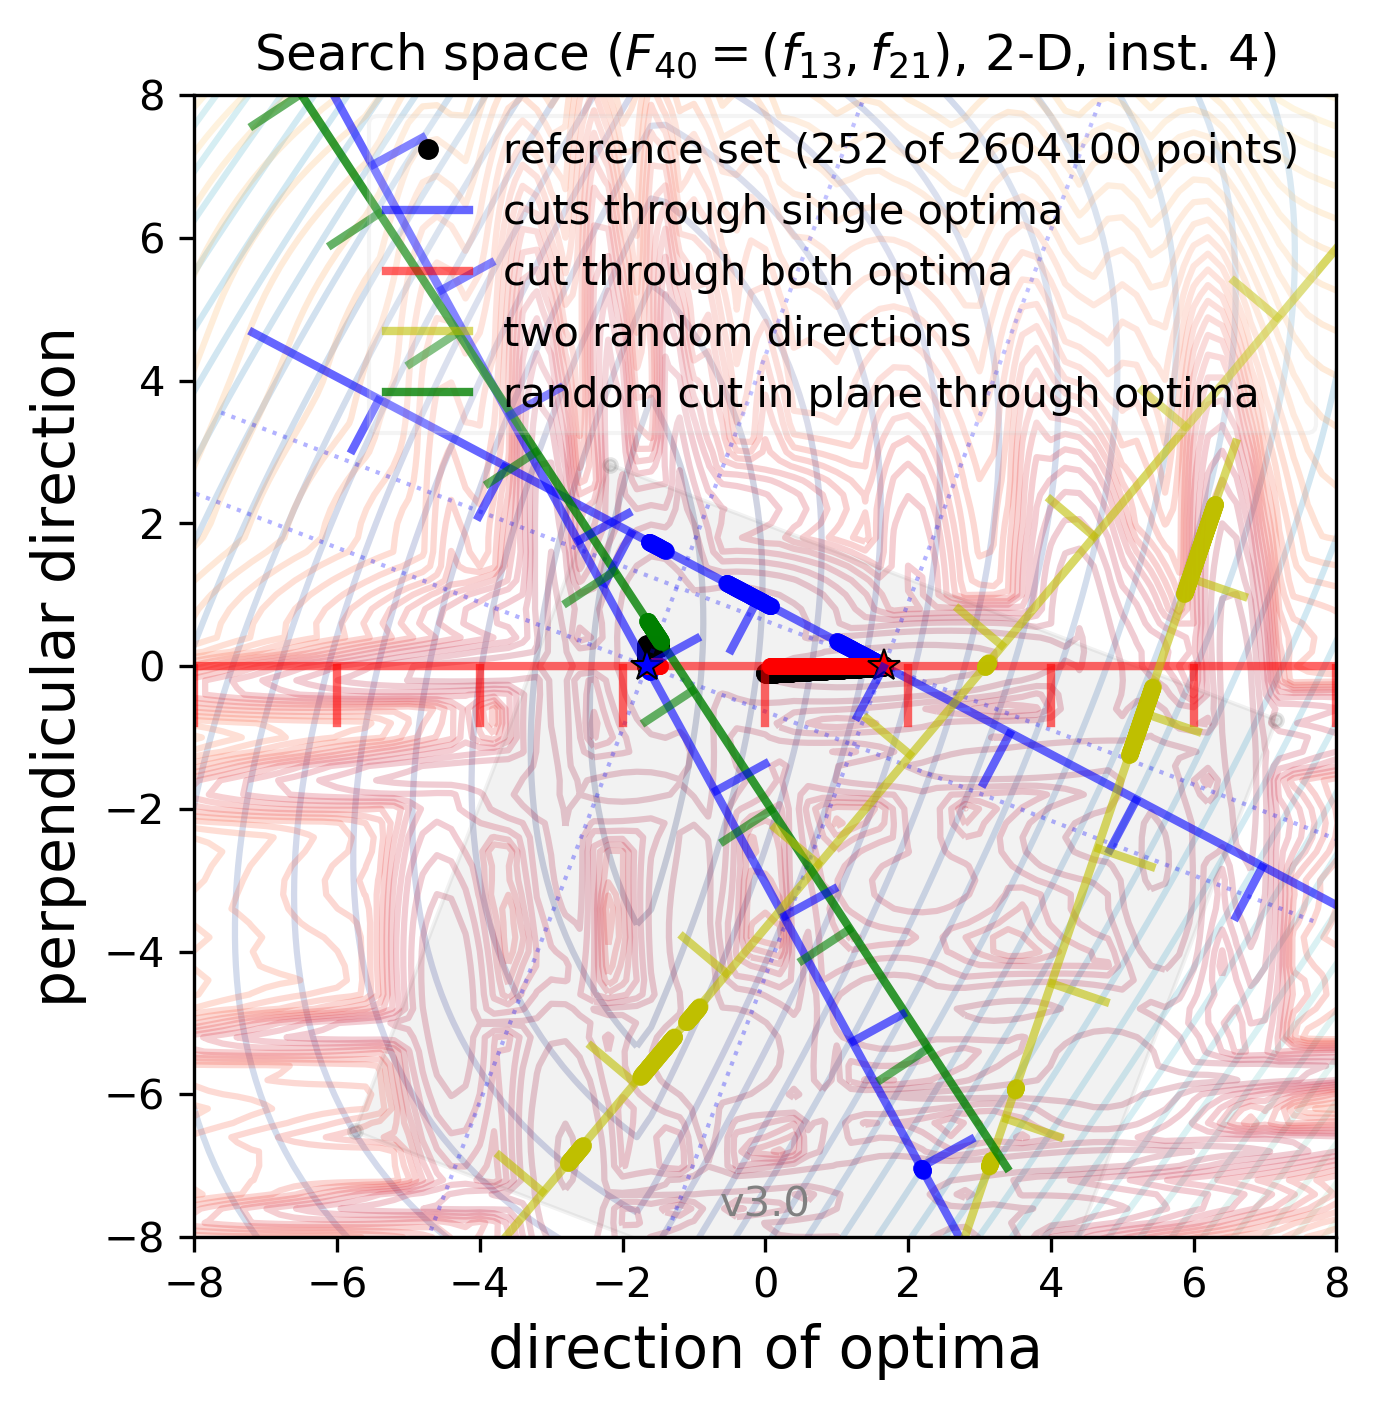 Search space (F₄₀ = (f₁₃, f₂₁), 2-D, inst. 4)
reference set (252 of 2604100 points)
cuts through single optima
cut through both optima
two random directions
random cut in plane through optima
perpendicular direction
8
6
4
2
0
−2
−4
−6
−8
v3.0
−8 −6 −4 −2 0 2 4 6 8
direction of optima